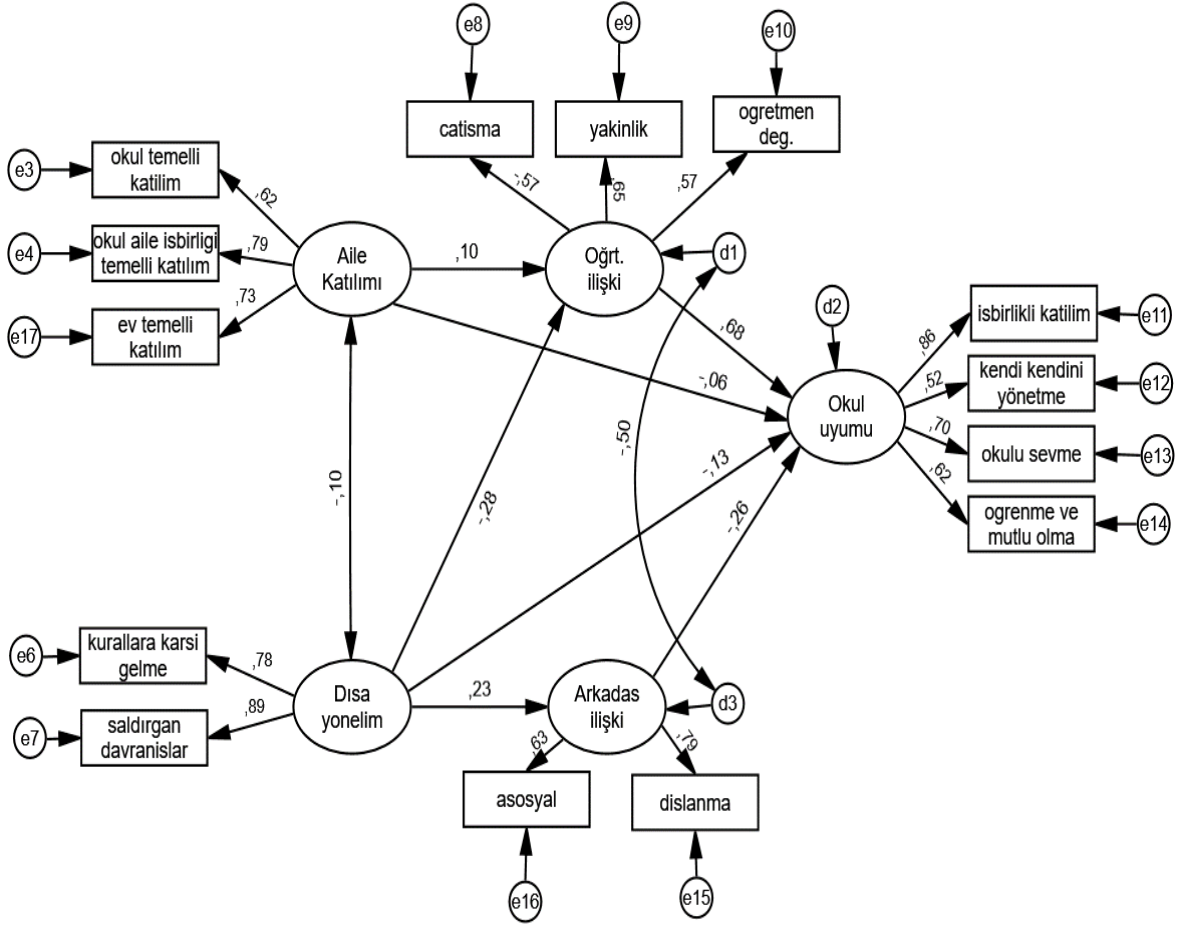 e8
e9
e10
catisma
yakinlik
ogretmen
deg.
e3
okul temelli
katilim
,62
-,57
,65
,57
e4
okul aile isbirligi
temelli katılım
,79
Aile
Katılımı
,10
Oğrt.
ilişki
d1
e17
ev temelli
katılım
,73
d2
,68
isbirlikli katilim
e11
,86
-,06
Okul
uyumu
,52
kendi kendini
yönetme
e12
,70
okulu sevme
e13
,62
ogrenme ve
mutlu olma
e14
-,50
-,13
-,10
-,28
-,26
e6
kurallara karsi
gelme
,78
Dısa
yonelim
,23
Arkadas
ilişki
d3
e7
saldırgan
davranislar
,89
,63
,79
asosyal
dislanma
e16
e15